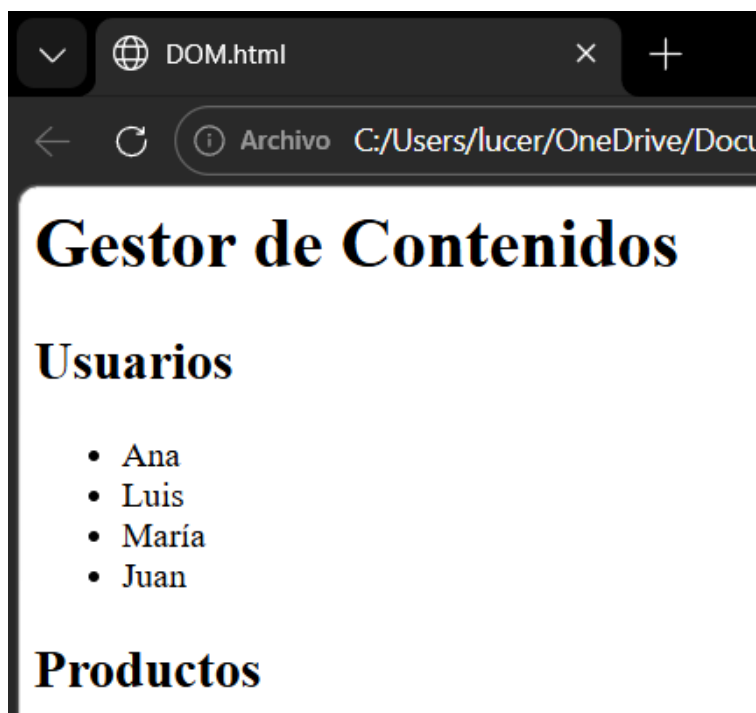 DOM.html
Archivo C:/Users/lucer/OneDrive/Docu
Gestor de Contenidos
Usuarios
Ana
Luis
María
Juan
Productos